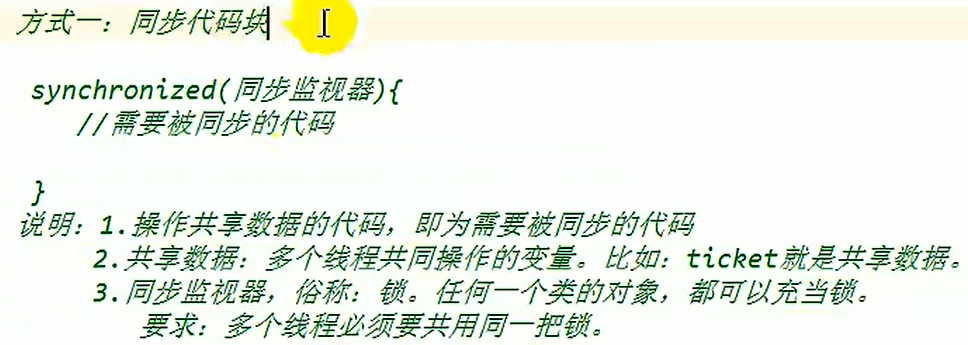 方式一：同步代码块
synchronized(同步监视器){
//需要被同步的代码
}
说明：1.操作共享数据的代码，即为需要被同步的代码
2.共享数据：多个线程共同操作的变量。比如：ticket就是共享数据。
3.同步监视器，俗称：锁。任何一个类的对象，都可以充当锁。
要求：多个线程必须要共用同一把锁。